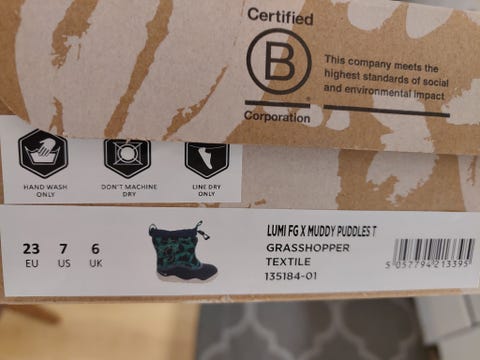 Certified
B
Corporation
This company meets the
highest standards of social
and environmental impact
HAND WASH
ONLY
DON'T MACHINE
DRY
LINE DRY
ONLY
23 7 6
EU US UK
LUMI FG X MUDDY PUDDLES T
GRASSHOPPER
TEXTILE
135184-01
5 057794 213395